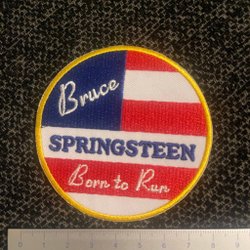 Bruce
SPRINGSTEEN
Born to Run